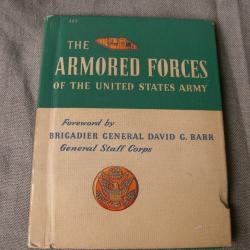 THE
ARMORED FORCES
OF THE UNITED STATES ARMY
Foreword by
BRIGADIER GENERAL DAVID G. BARR
General Staff Corps